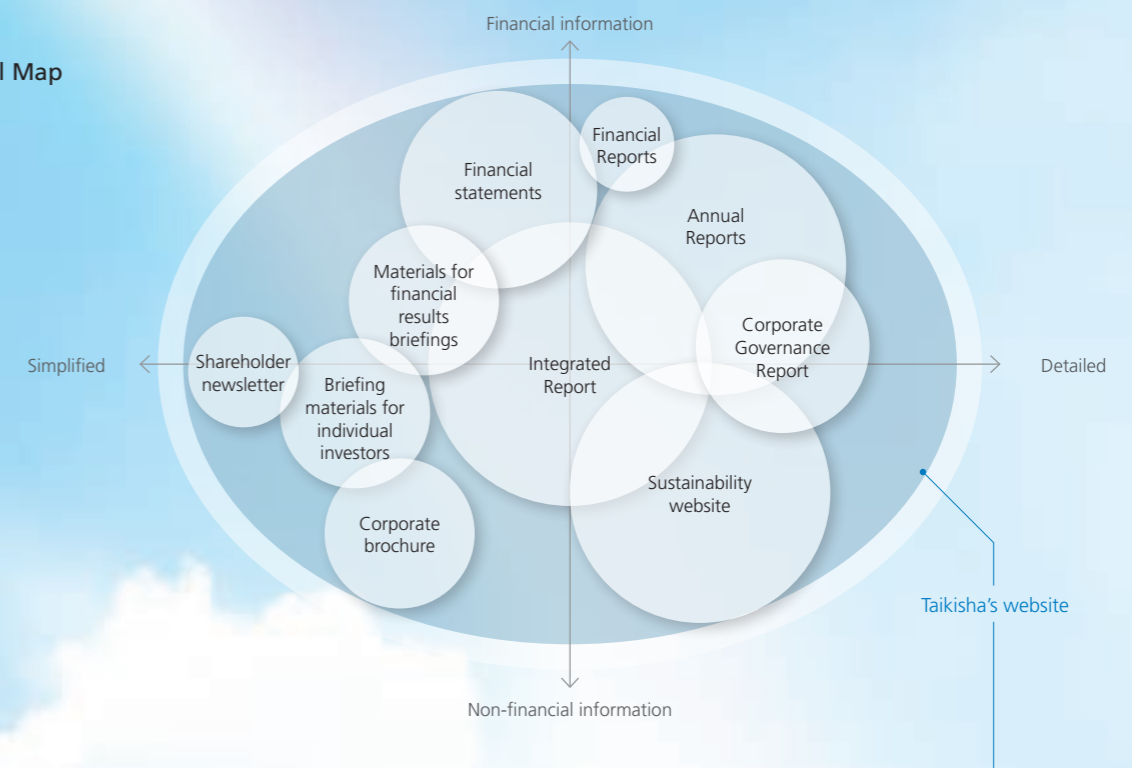 Financial information
l Map
Financial
Reports
Financial
statements
Annual
Reports
Materials for
financial
results
briefings
Corporate
Governance
Report
Simplified
Shareholder
newsletter
Integrated
Report
Detailed
Briefing
materials for
individual
investors
Sustainability
website
Corporate
brochure
Taikisha's website
Non-financial information